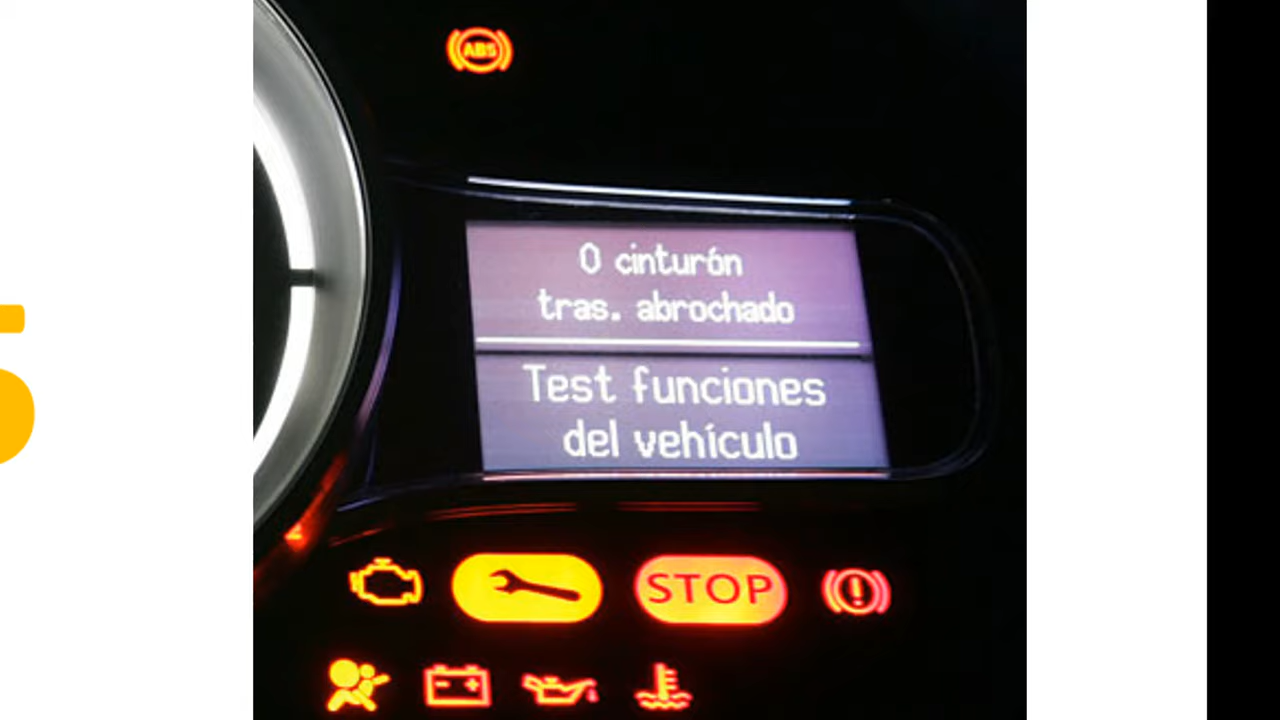 ABS
0 cinturón
tras. abrochado
Test funciones
del vehículo
STOP